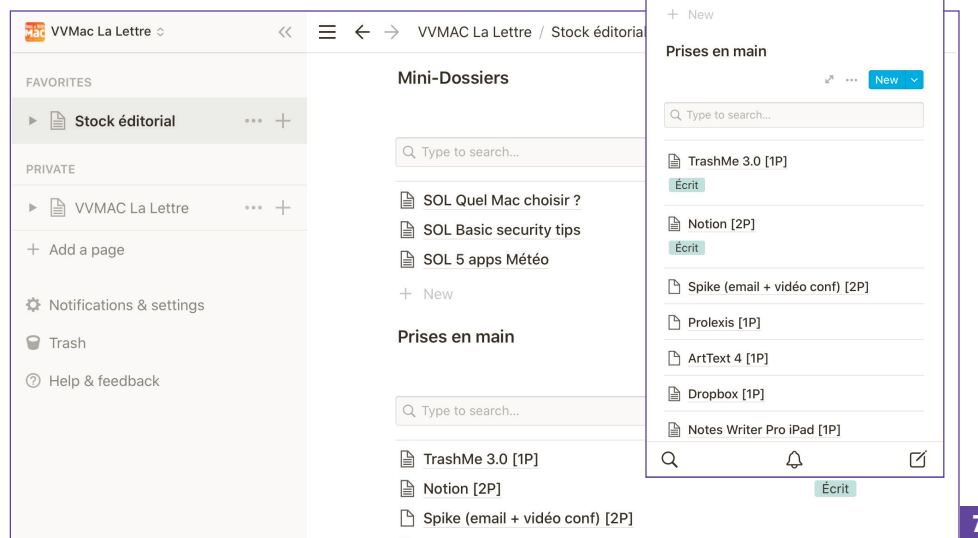 VVMac La Lettre
FAVORITES
Stock éditorial
PRIVATE
VVMAC La Lettre
Add a page
Notifications & settings
Trash
Help & feedback
VVMAC La Lettre / Stock éditorial
Mini-Dossiers
Type to search...
SOL Quel Mac choisir ?
SOL Basic security tips
SOL 5 apps Météo
New
Prises en main
Type to search...
TrashMe 3.0 [1P]
Notion [2P]
Écrit
Spike (email + vidéo conf) [2P]
New
Prises en main
New
Type to search...
TrashMe 3.0 [1P]
Écrit
Notion [2P]
Écrit
Spike (email + vidéo conf) [2P]
Prolexis [1P]
ArtText 4 [1P]
Dropbox [1P]
Notes Writer Pro iPad [1P]
7